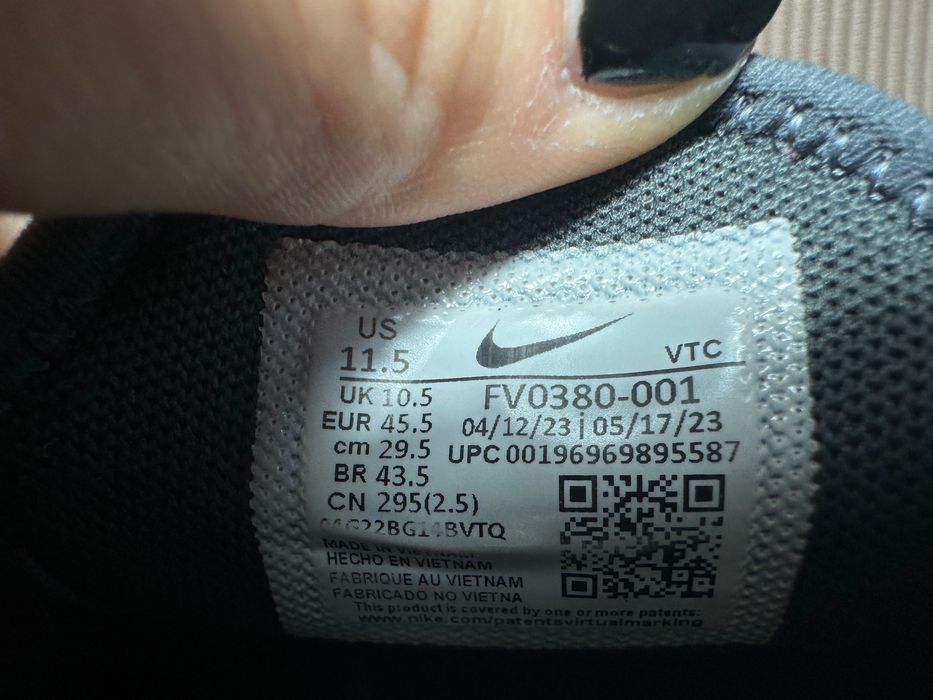 US
11.5
VTC
UK 10.5
FV0380-001
EUR 45.5
04/12/23 | 05/17/23
cm 29.5
UPC 00196969895587
BR 43.5
CN 295(2.5)
MADE IN VIETNAM
HECHO EN VIETNAM
FABRIQUE AU VIETNAM
FABRICADO NO VIETNA
This product is covered by one or more patents:
www.nike.com/patentsvirtualmarking